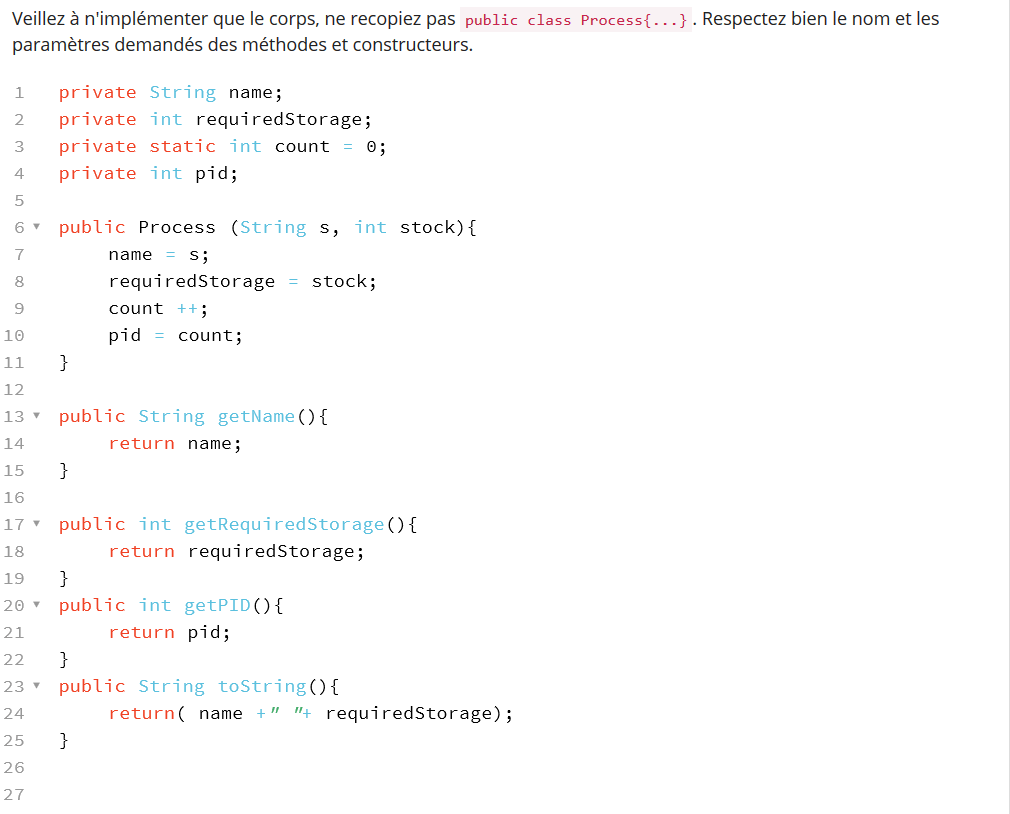 Veillez à n'implémenter que le corps, ne recopiez pas public class Process{...}. Respectez bien le nom et les
paramètres demandés des méthodes et constructeurs.
1 private String name;
2 private int requiredStorage;
3 private static int count = 0;
4 private int pid;
5
6 public Process (String s, int stock){
7 name = s;
8 requiredStorage = stock;
9 count ++;
10 pid = count;
11 }
12
13 public String getName(){
14 return name;
15 }
16
17 public int getRequiredStorage(){
18 return requiredStorage;
19 }
20 public int getPID(){
21 return pid;
22 }
23 public String toString(){
24 return( name +" "+ requiredStorage);
25 }
26
27